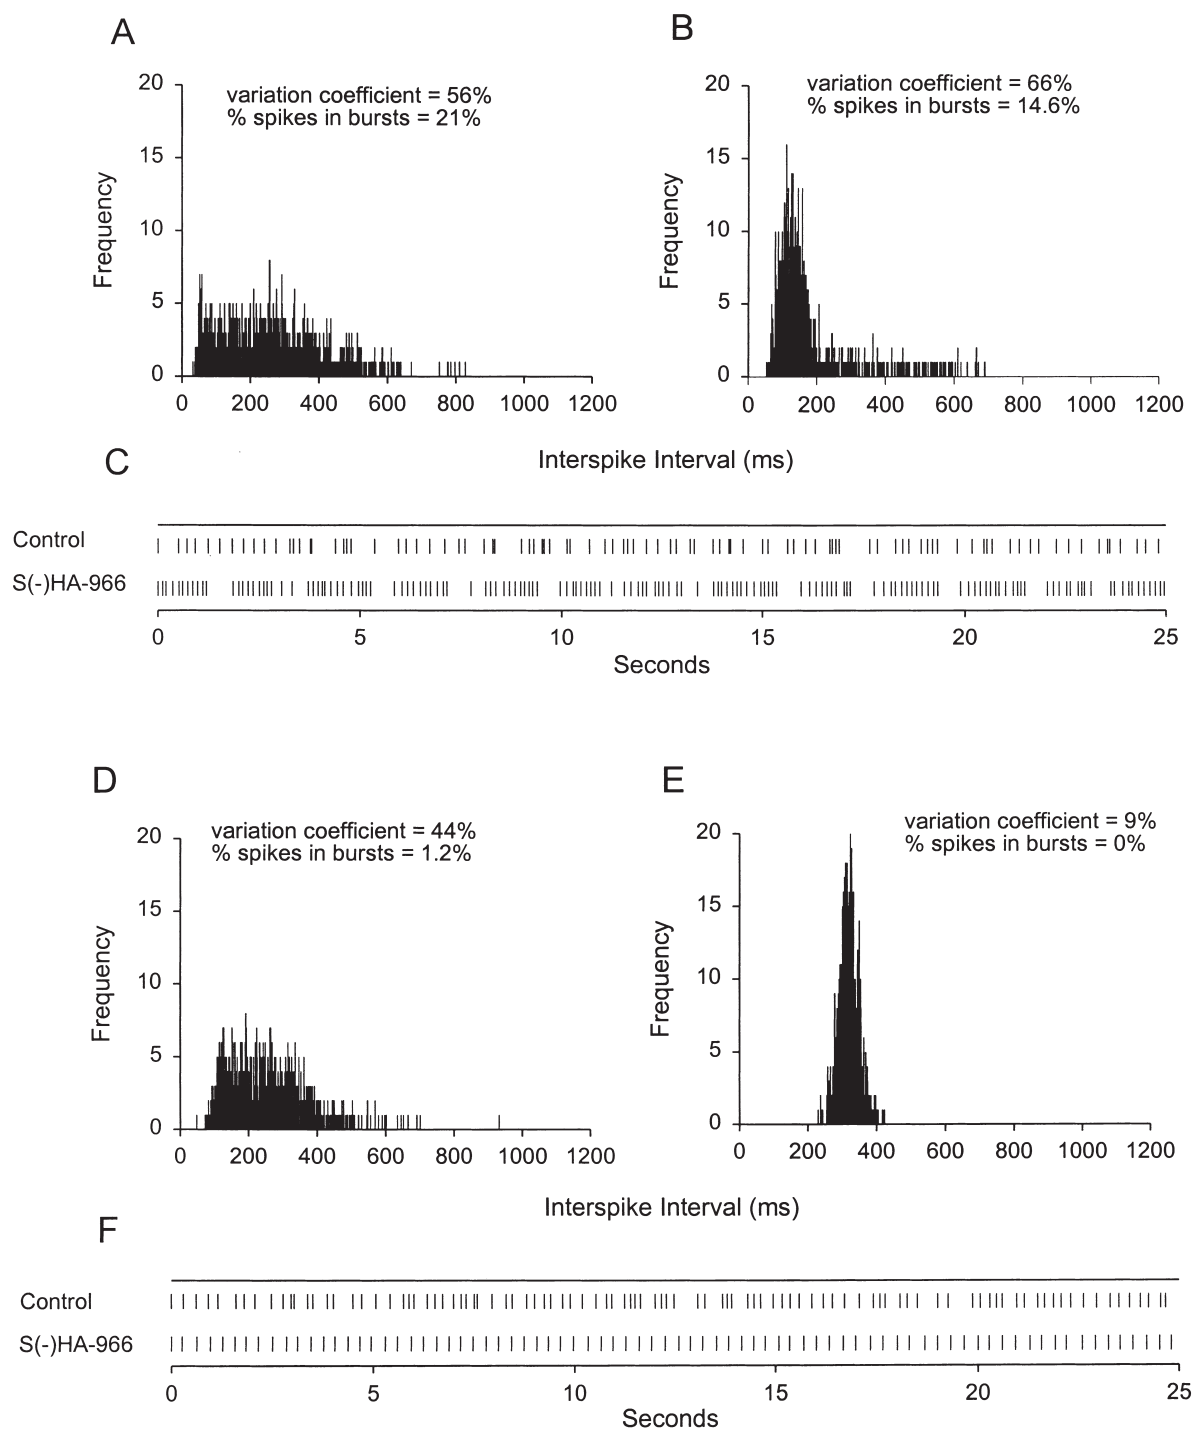 A
B
variation coefficient = 56%
% spikes in bursts = 21%
variation coefficient = 66%
% spikes in bursts = 14.6%
20
15
10
5
0
Frequency
0 200 400 600 800 1000 1200
20
15
10
5
0
Frequency
0 200 400 600 800 1000 1200
Interspike Interval (ms)
C
Control
S(-)HA-966
0 5 10 15 20 25
Seconds
D
E
variation coefficient = 44%
% spikes in bursts = 1.2%
variation coefficient = 9%
% spikes in bursts = 0%
20
15
10
5
0
Frequency
0 200 400 600 800 1000 1200
20
15
10
5
0
Frequency
0 200 400 600 800 1000 1200
Interspike Interval (ms)
F
Control
S(-)HA-966
0 5 10 15 20 25
Seconds